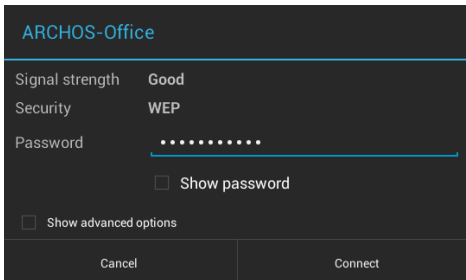 ARCHOS-Office
Signal strength Good
Security WEP
Password •••••••••••
Show password
Show advanced options
Cancel Connect